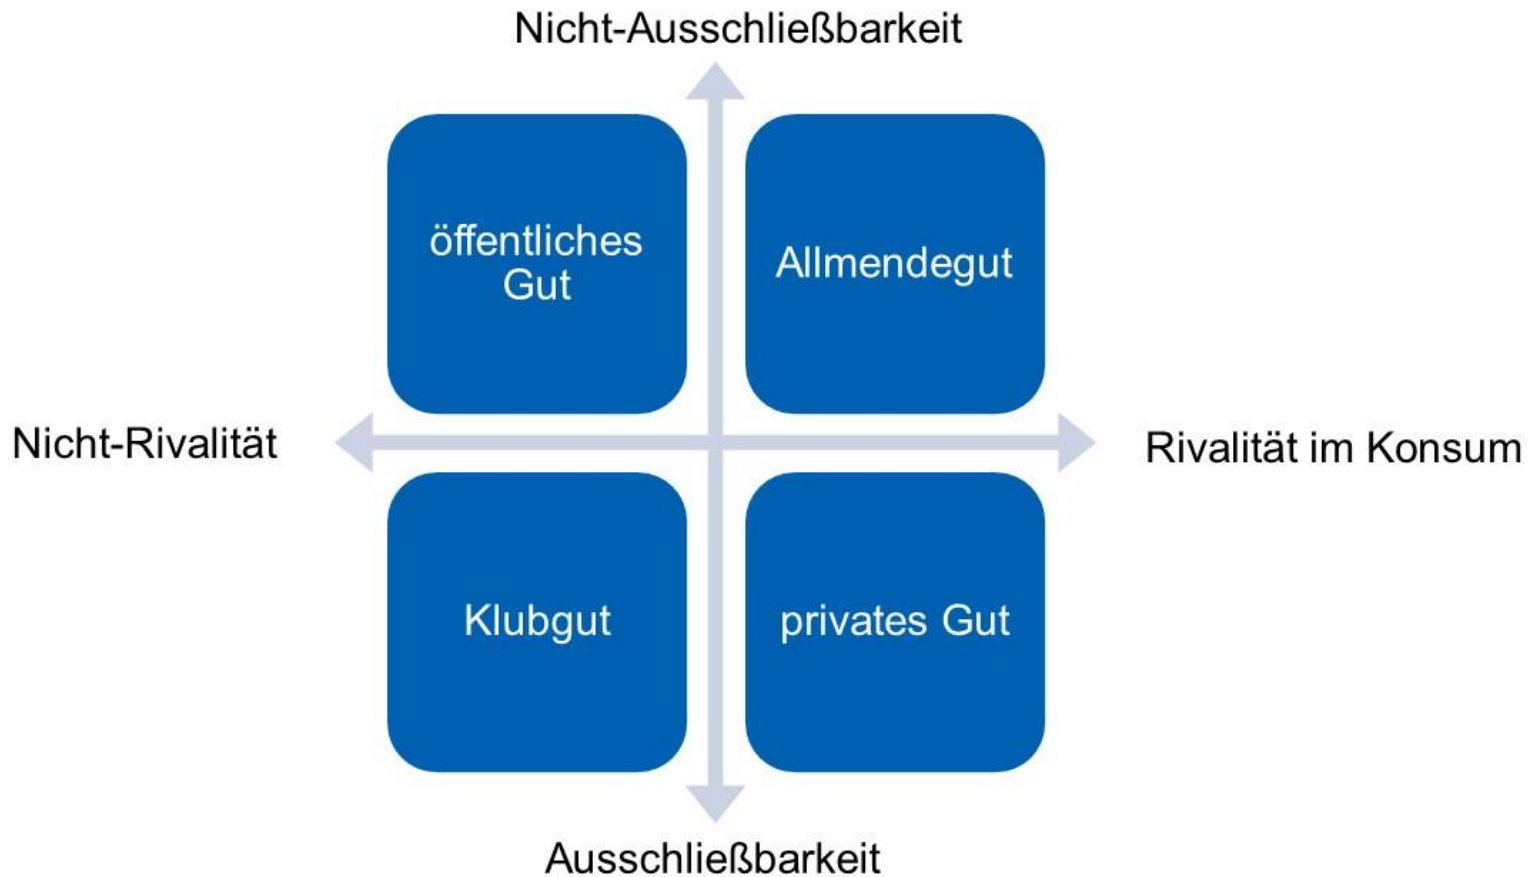 Nicht-Ausschließbarkeit
öffentliches
Gut
Allmendegut
Nicht-Rivalität
Rivalität im Konsum
Klubgut
privates Gut
Ausschließbarkeit